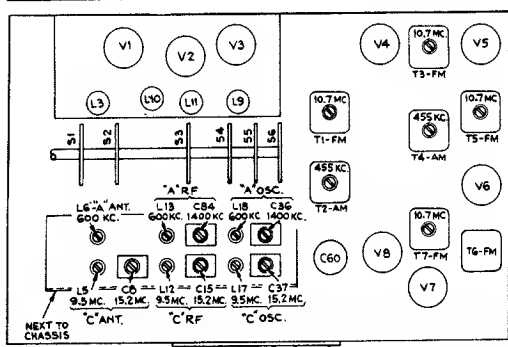 V1
V2
V3
V4
10.7 MC.
T3-FM
V5
L3
L10
L11
L9
10.7 MC
T1-FM
455 KC.
T4-AM
10.7 MC
T5-FM
S1
S2
S3
S4
S5
S6
455 KC.
T2-AM
V6
"A" RF
"A" OSC.
L6-"A" ANT.
L13
C84
L18
C36
600 KC.
600 KC.
1400 KC.
600 KC
1400 KC.
10.7 MC
T7-FM
T6-FM
C60
V8
V7
L5
C8
L12
C15
L17
C37
9.5 MC.
15.2 MC.
9.5 MC.
15.2 MC.
9.5 MC.
15.2 MC.
"C" ANT.
"C" RF
"C" OSC.
NEXT TO
CHASSIS